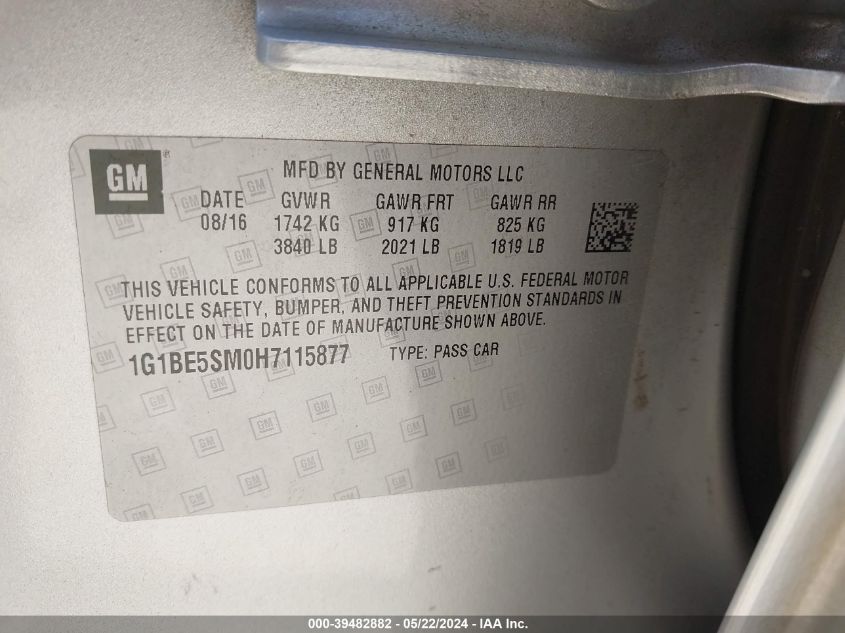 GM
MFD BY GENERAL MOTORS LLC
DATE GVWR GAWR FRT GAWR RR
08/16 1742 KG 917 KG 825 KG
3840 LB 2021 LB 1819 LB
THIS VEHICLE CONFORMS TO ALL APPLICABLE U.S. FEDERAL MOTOR
VEHICLE SAFETY, BUMPER, AND THEFT PREVENTION STANDARDS IN
EFFECT ON THE DATE OF MANUFACTURE SHOWN ABOVE.
1G1BE5SM0H7115877 TYPE: PASS CAR
000-39482882 - 05/22/2024 - IAA Inc.